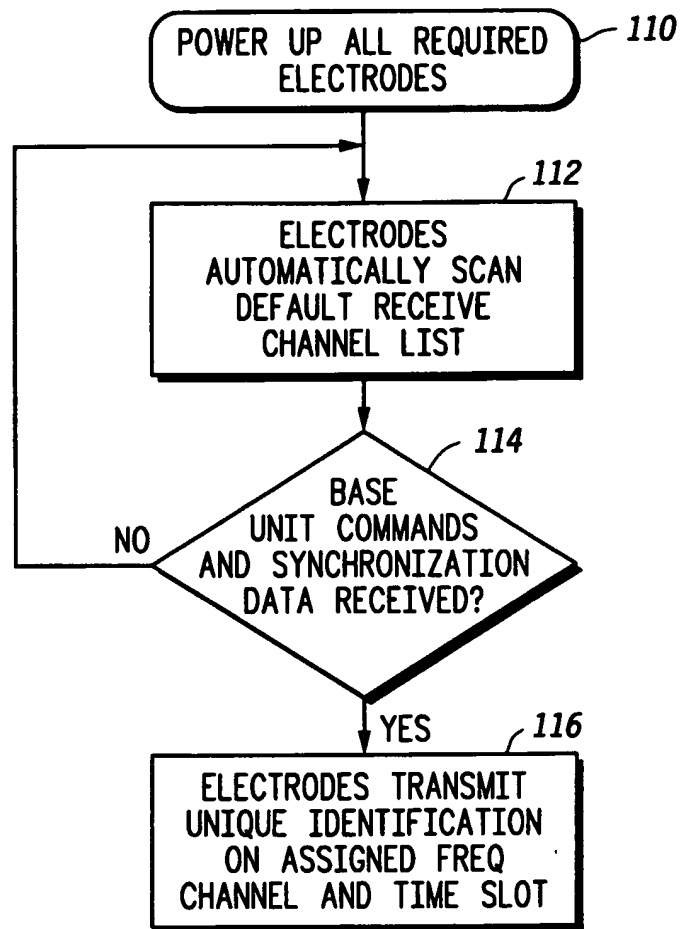 POWER UP ALL REQUIRED
ELECTRODES
110
112
ELECTRODES
AUTOMATICALLY SCAN
DEFAULT RECEIVE
CHANNEL LIST
114
BASE
UNIT COMMANDS
AND SYNCHRONIZATION
DATA RECEIVED?
NO
YES
116
ELECTRODES TRANSMIT
UNIQUE IDENTIFICATION
ON ASSIGNED FREQ
CHANNEL AND TIME SLOT